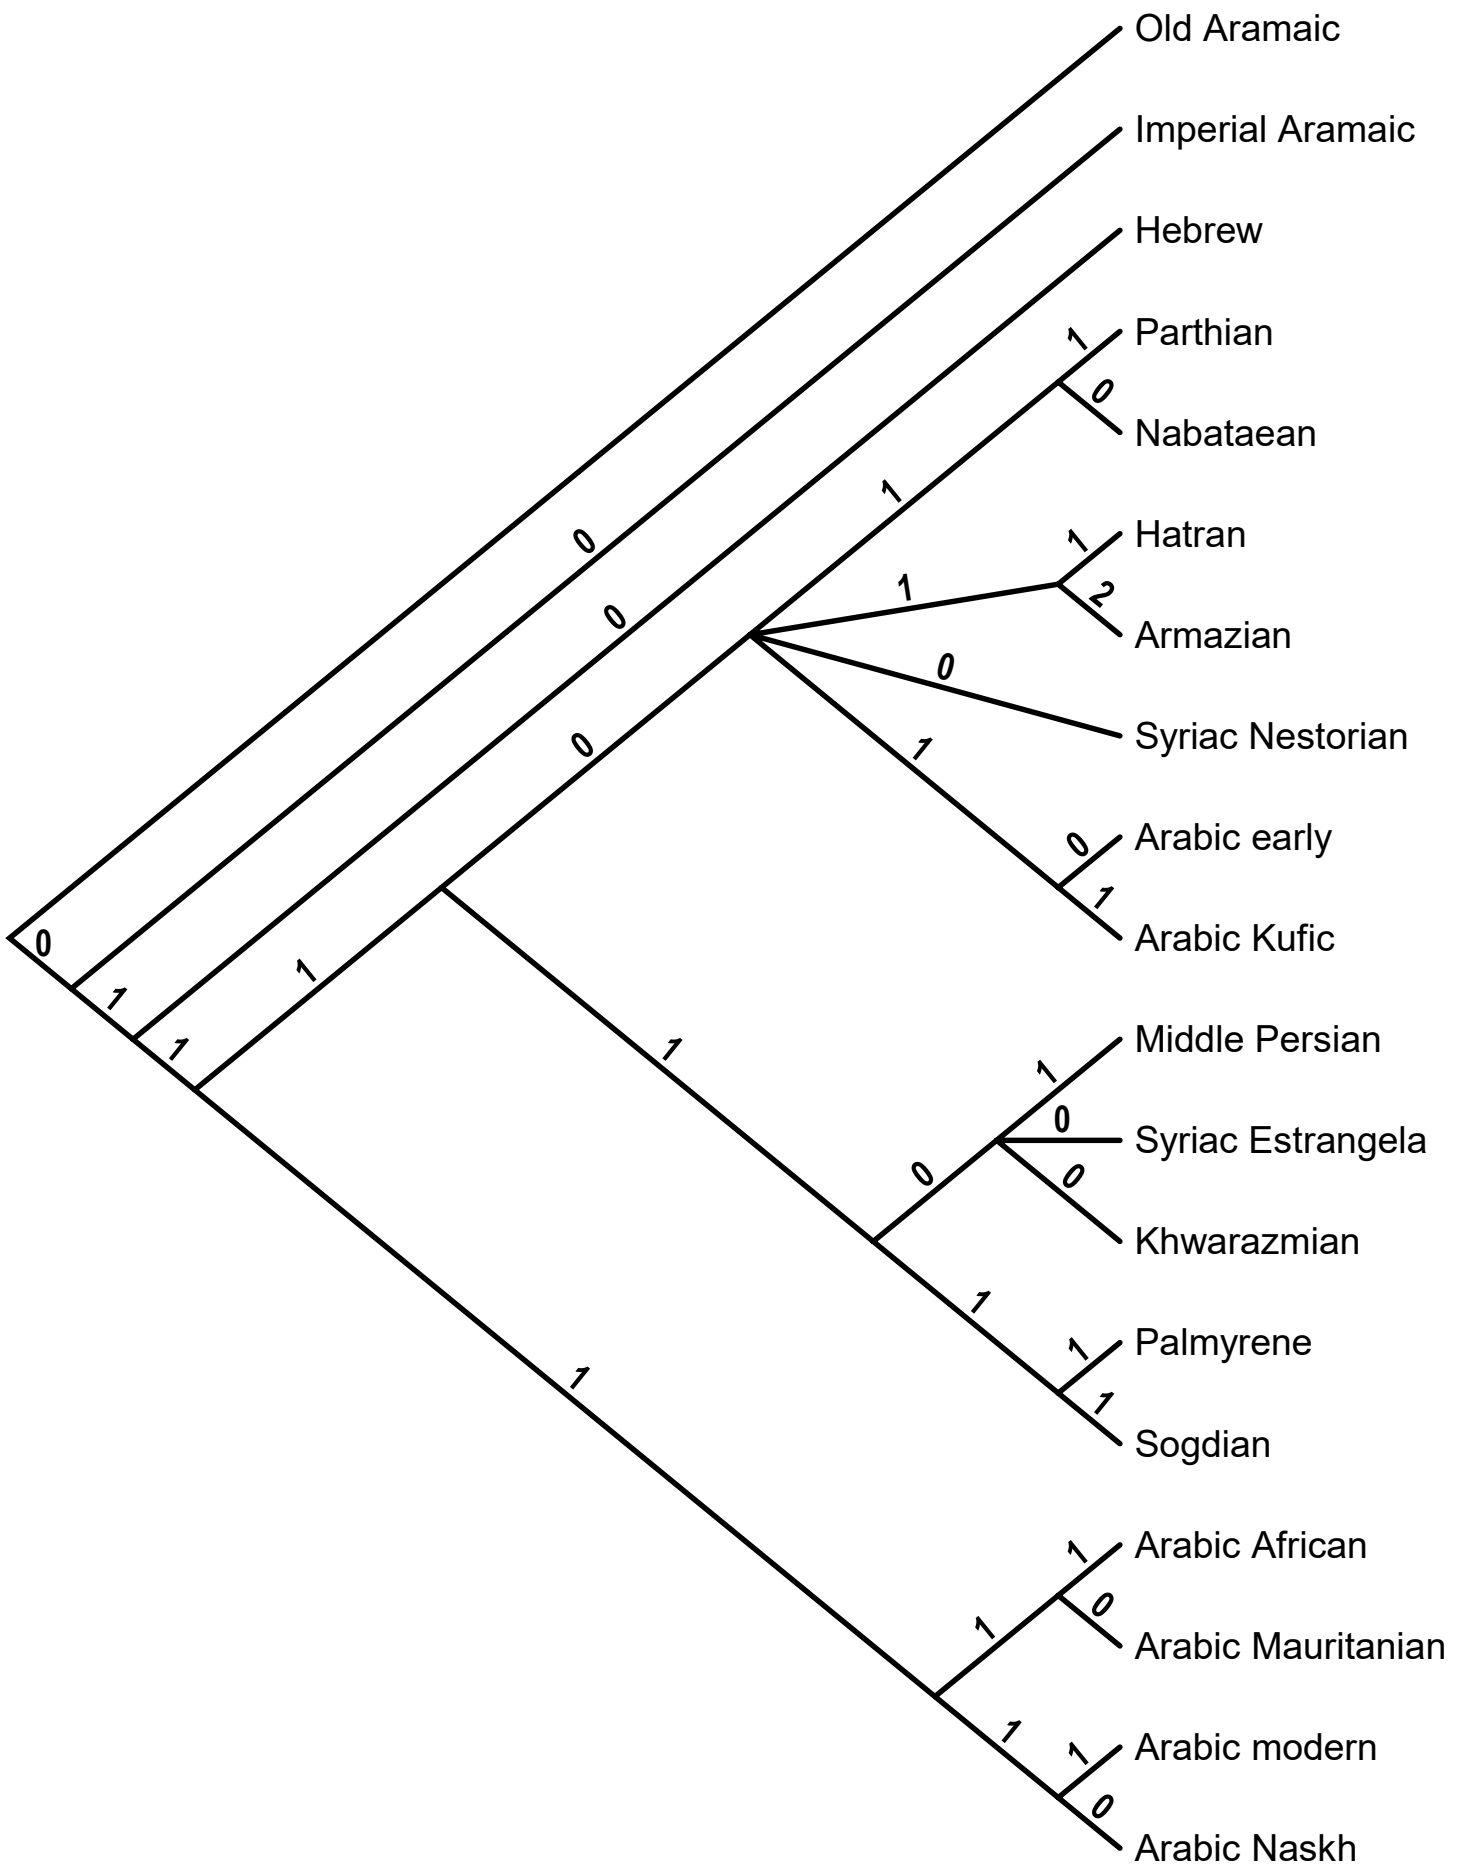 Old Aramaic
Imperial Aramaic
Hebrew
1
Parthian
0
Nabataean
1
1
Hatran
0
1
2
Armazian
0
0
Syriac Nestorian
0
1
0
Arabic early
1
Arabic Kufic
0
1
1
Middle Persian
1
1
1
0
Syriac Estrangela
0
0
Khwarazmian
1
1
Palmyrene
1
1
Sogdian
1
Arabic African
1
0
Arabic Mauritanian
1
1
Arabic modern
0
Arabic Naskh